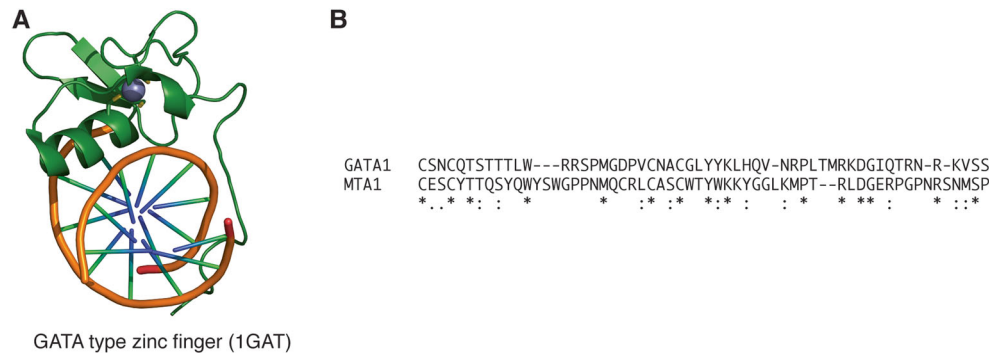 A
B
GATA1 CSNCQTSTTTLW---RRSPMGDPVCNACGLYYKLHQV-NRPLTMRKDGIQTRN-R-KVSS
MTA1 CESCYTTQSYQWYSWGPPNMQCRLCASCWTYWKKYGGLKMPT--RLDGERPGPNRSNMSP
*..* *: : * * :* :* *:* : : * * ** : * ::*
GATA type zinc finger (1GAT)